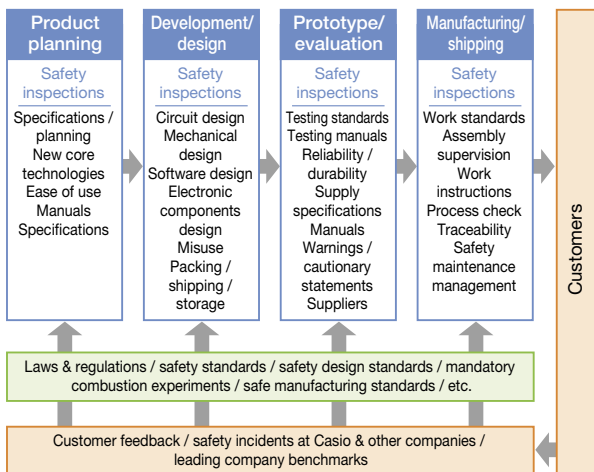 Product
planning
Safety
inspections
Specifications /
planning
New core
technologies
Ease of use
Manuals
Specifications
Development/
design
Safety
inspections
Circuit design
Mechanical
design
Software design
Electronic
components
design
Misuse
Packing /
shipping /
storage
Prototype/
evaluation
Safety
inspections
Testing standards
Testing manuals
Reliability /
durability
Supply
specifications
Manuals
Warnings /
cautionary
statements
Suppliers
Manufacturing/
shipping
Safety
inspections
Work standards
Assembly
supervision
Work
instructions
Process check
Traceability
Safety
maintenance
management
Customers
Laws & regulations / safety standards / safety design standards / mandatory
combustion experiments / safe manufacturing standards / etc.
Customer feedback / safety incidents at Casio & other companies /
leading company benchmarks